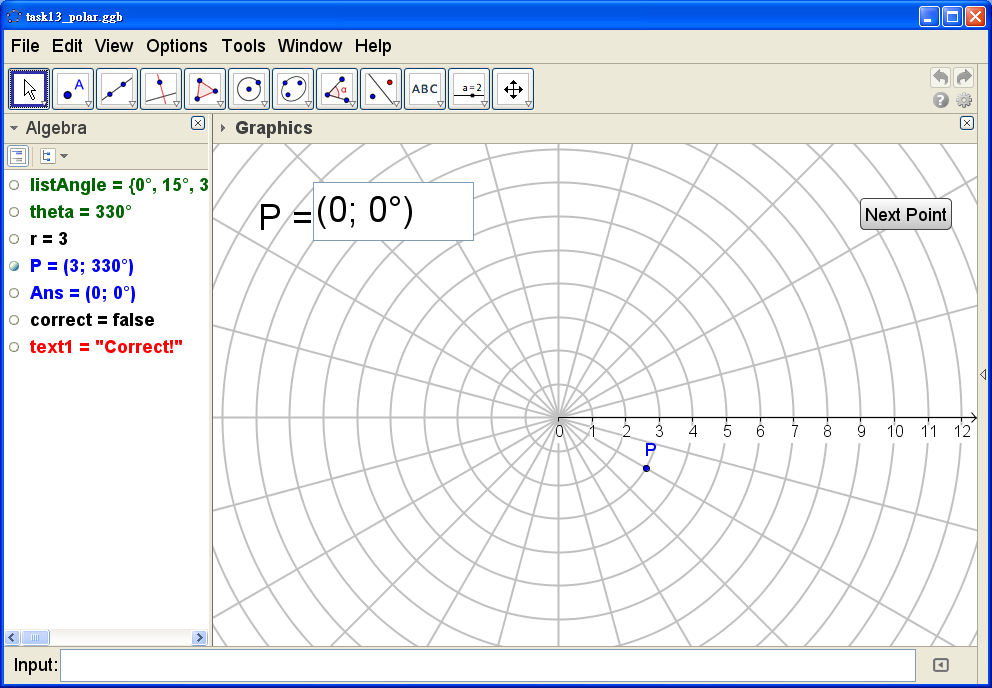 task13_polar.ggb
File Edit View Options Tools Window Help
A
α
ABC
a=2
Algebra
Graphics
listAngle = {0°, 15°, 3
theta = 330°
r = 3
P = (3; 330°)
Ans = (0; 0°)
correct = false
text1 = "Correct!"
P = (0; 0°)
Next Point
0 1 2 3 4 5 6 7 8 9 10 11 12
P
Input: